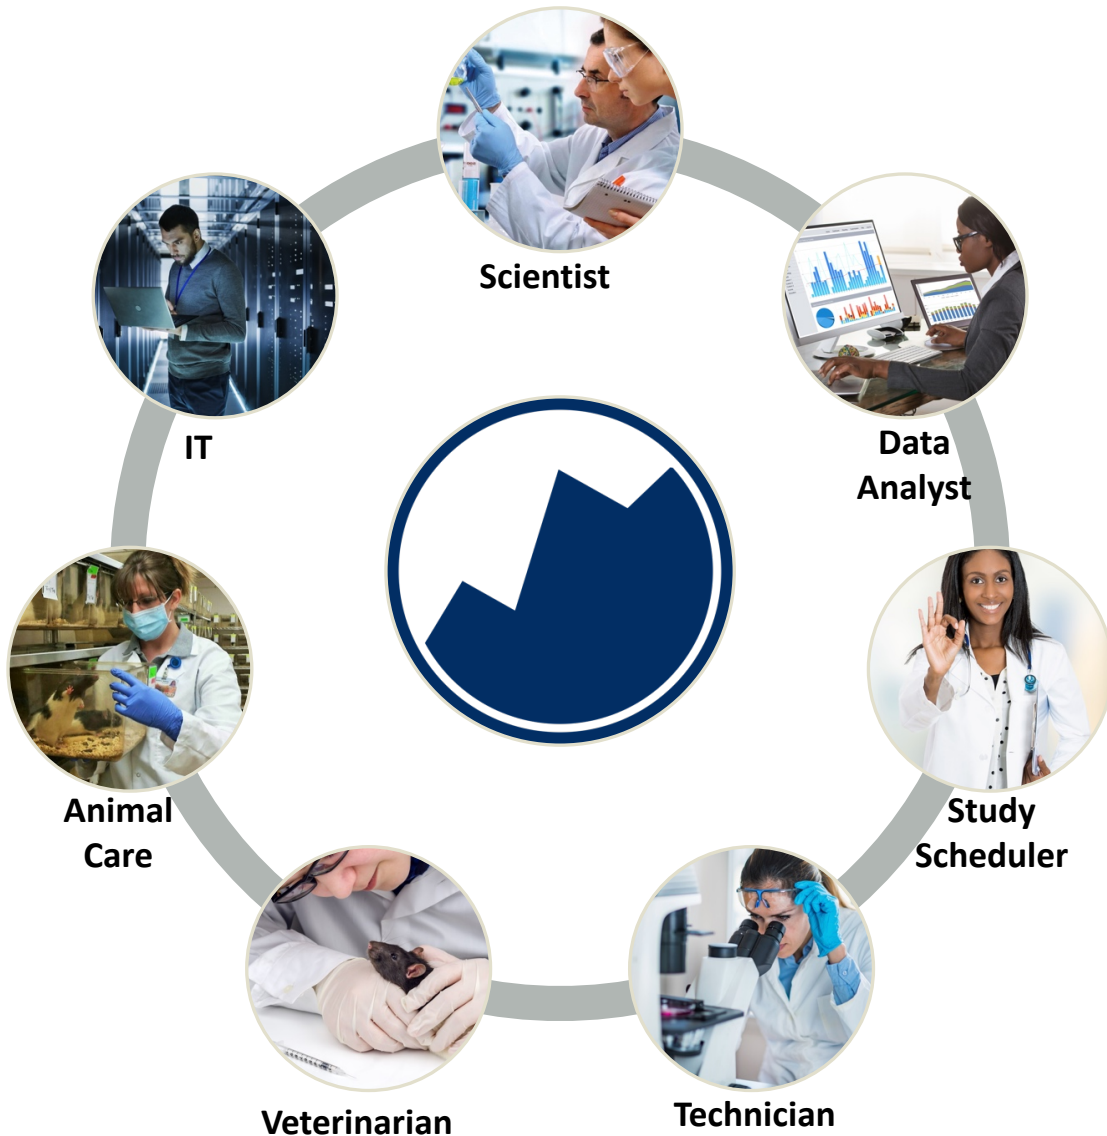 Scientist
Data
Analyst
Study
Scheduler
Technician
Veterinarian
Animal
Care
IT